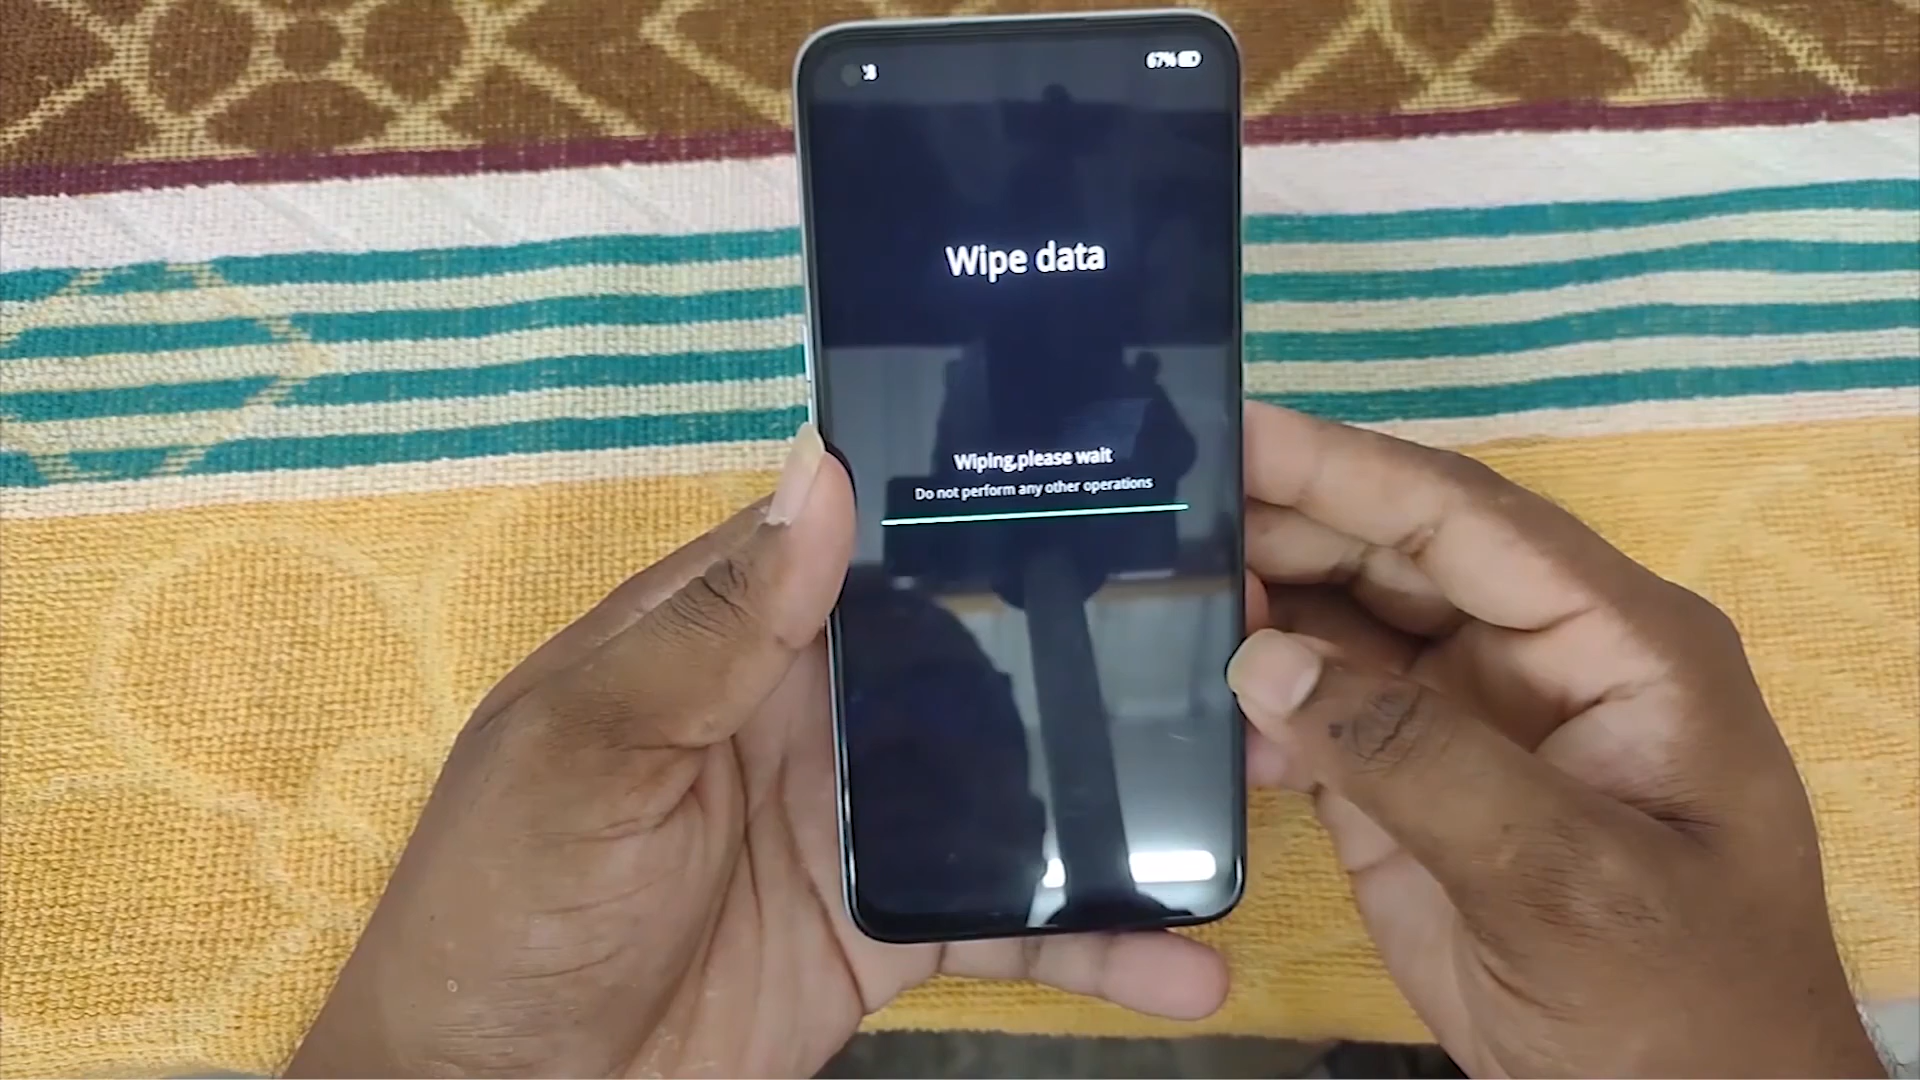 67%
Wipe data
Wiping,please wait
Do not perform any other operations